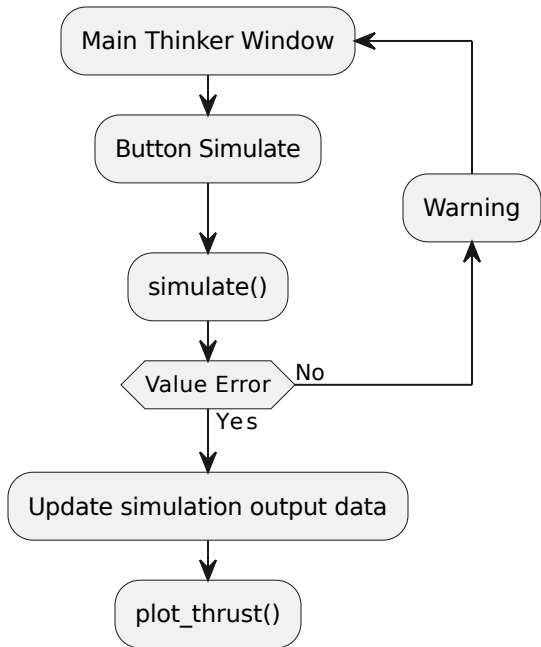 Main Thinker Window
Button Simulate
Warning
simulate()
Value Error
No
Yes
Update simulation output data
plot_thrust()